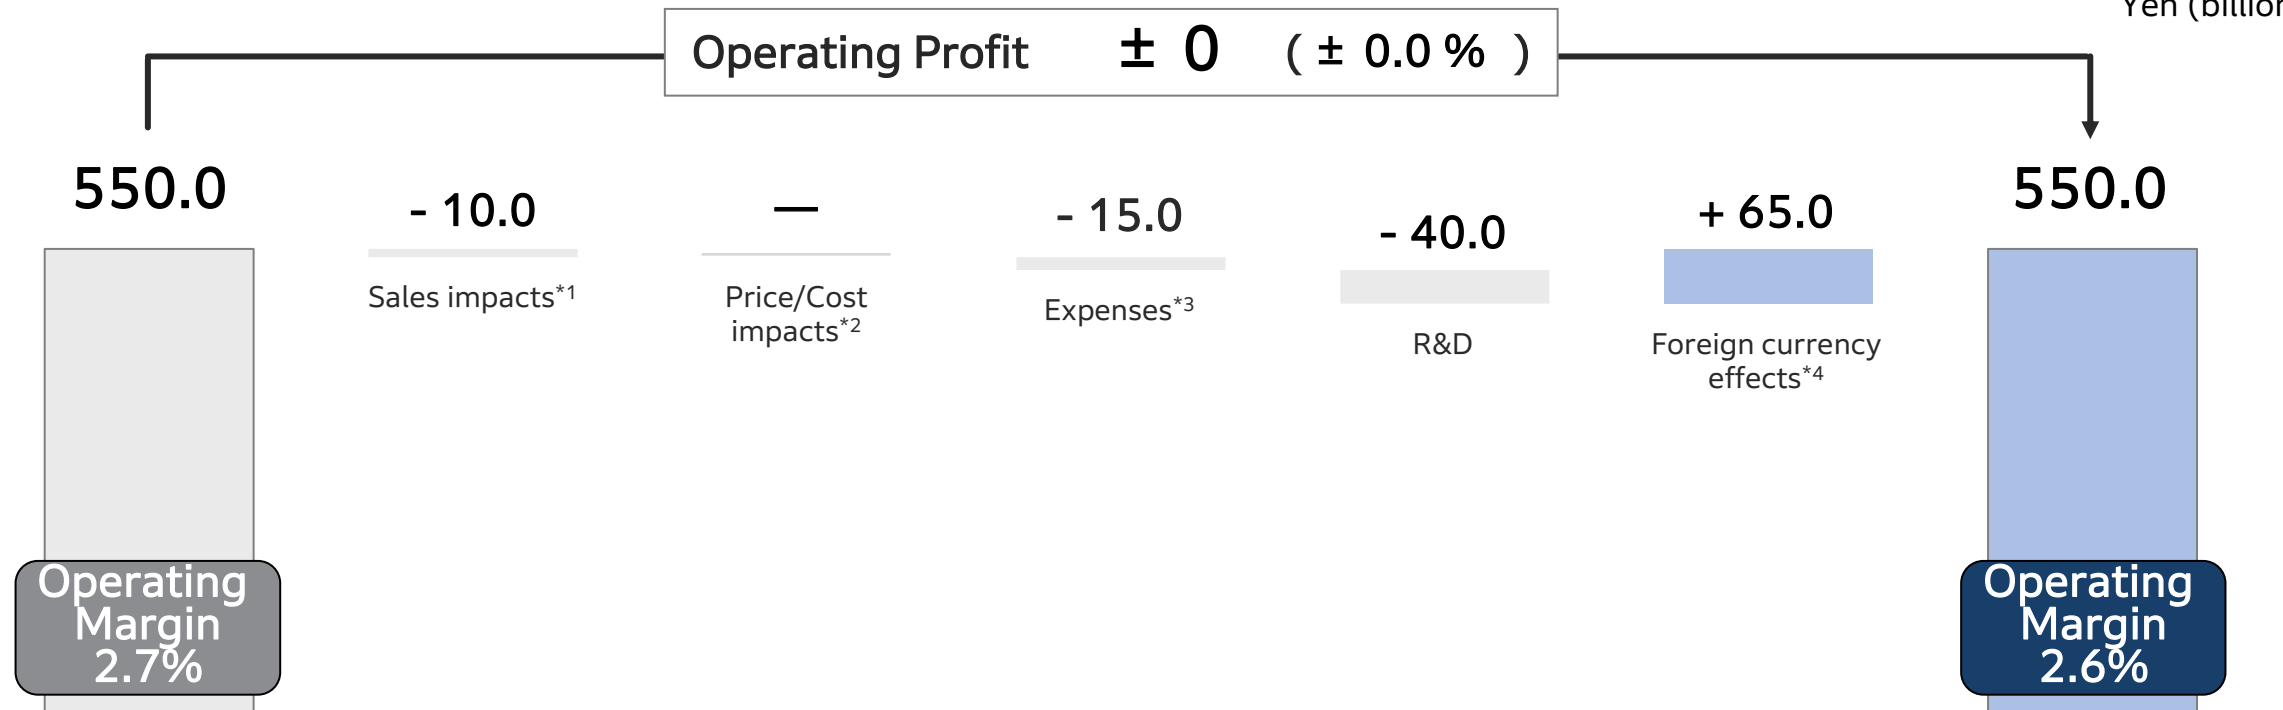 Yen (billion
Operating Profit ± 0 ( ± 0.0 % )
550.0
- 10.0
Sales impacts*1
—
Price/Cost
impacts*2
- 15.0
Expenses*3
- 40.0
R&D
+ 65.0
Foreign currency
effects*4
550.0
Operating
Margin
2.7%
Operating
Margin
2.6%